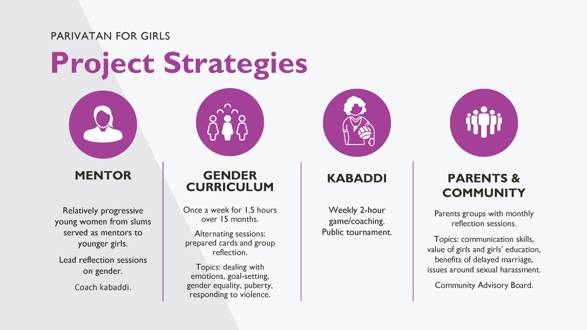 PARIVATAN FOR GIRLS
Project Strategies
MENTOR
Relatively progressive
young women from slums
served as mentors to
younger girls.
Lead reflection sessions
on gender.
Coach kabaddi.
GENDER
CURRICULUM
Once a week for 1.5 hours
over 15 months.
Alternating sessions:
prepared cards and group
reflection.
Topics: dealing with
emotions, goal-setting,
gender equality, puberty,
responding to violence.
KABADDI
Weekly 2-hour
game/coaching.
Public tournament.
PARENTS &
COMMUNITY
Parents groups with monthly
reflection sessions.
Topics: communication skills,
value of girls and girls’ education,
benefits of delayed marriage,
issues around sexual harassment.
Community Advisory Board.